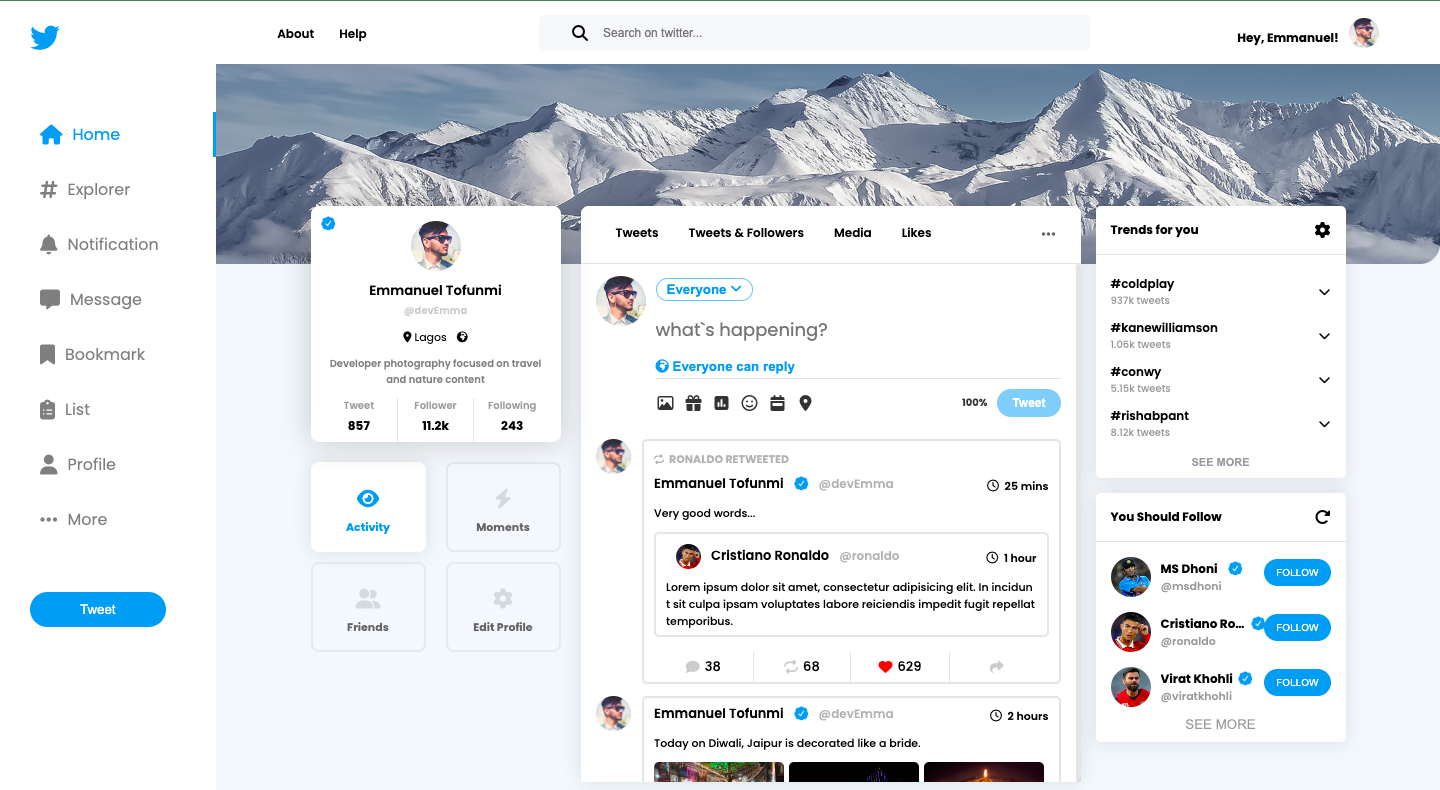 About
Help
Search on twitter...
Hey, Emmanuel!
Home
Explorer
Notification
Message
Bookmark
List
Profile
More
Tweet
Emmanuel Tofunmi
@devEmma
Lagos
Developer photography focused on travel
and nature content
Tweet
Follower
Following
857
11.2k
243
Activity
Moments
Friends
Edit Profile
Tweets
Tweets & Followers
Media
Likes
Everyone
what`s happening?
Everyone can reply
100%
Tweet
RONALDO RETWEETED
Emmanuel Tofunmi @devEmma 25 mins
Very good words...
Cristiano Ronaldo @ronaldo 1 hour
Lorem ipsum dolor sit amet, consectetur adipisicing elit. In incidun
t sit culpa ipsam voluptates labore reiciendis impedit fugit repellat
temporibus.
38
68
629
Emmanuel Tofunmi @devEmma 2 hours
Today on Diwali, Jaipur is decorated like a bride.
Trends for you
#coldplay
937k tweets
#kanewilliamson
1.06k tweets
#conwy
5.15k tweets
#rishabpant
8.12k tweets
SEE MORE
You Should Follow
MS Dhoni
@msdhoni
FOLLOW
Cristiano Ro...
@ronaldo
FOLLOW
Virat Khohli
@viratkhohli
FOLLOW
SEE MORE